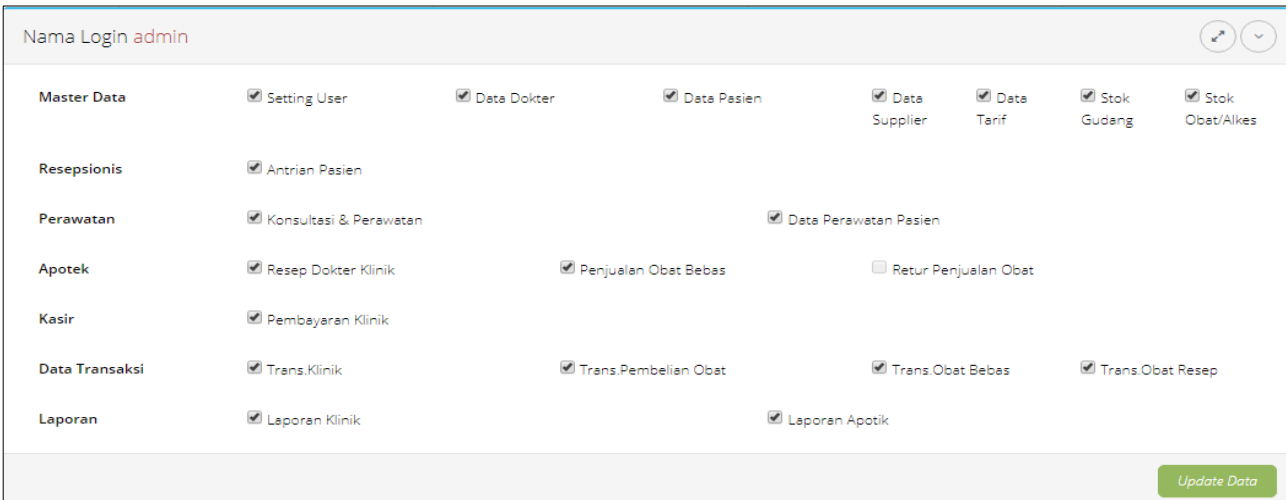 Nama Login admin
Master Data Setting User Data Dokter Data Pasien Data Supplier Data Tarif Stok Gudang Stok Obat/Alkes
Resepsionis Antrian Pasien
Perawatan Konsultasi & Perawatan Data Perawatan Pasien
Apotek Resep Dokter Klinik Penjualan Obat Bebas Retur Penjualan Obat
Kasir Pembayaran Klinik
Data Transaksi Trans.Klinik Trans.Pembelian Obat Trans.Obat Bebas Trans.Obat Resep
Laporan Laporan Klinik Laporan Apotik
Update Data